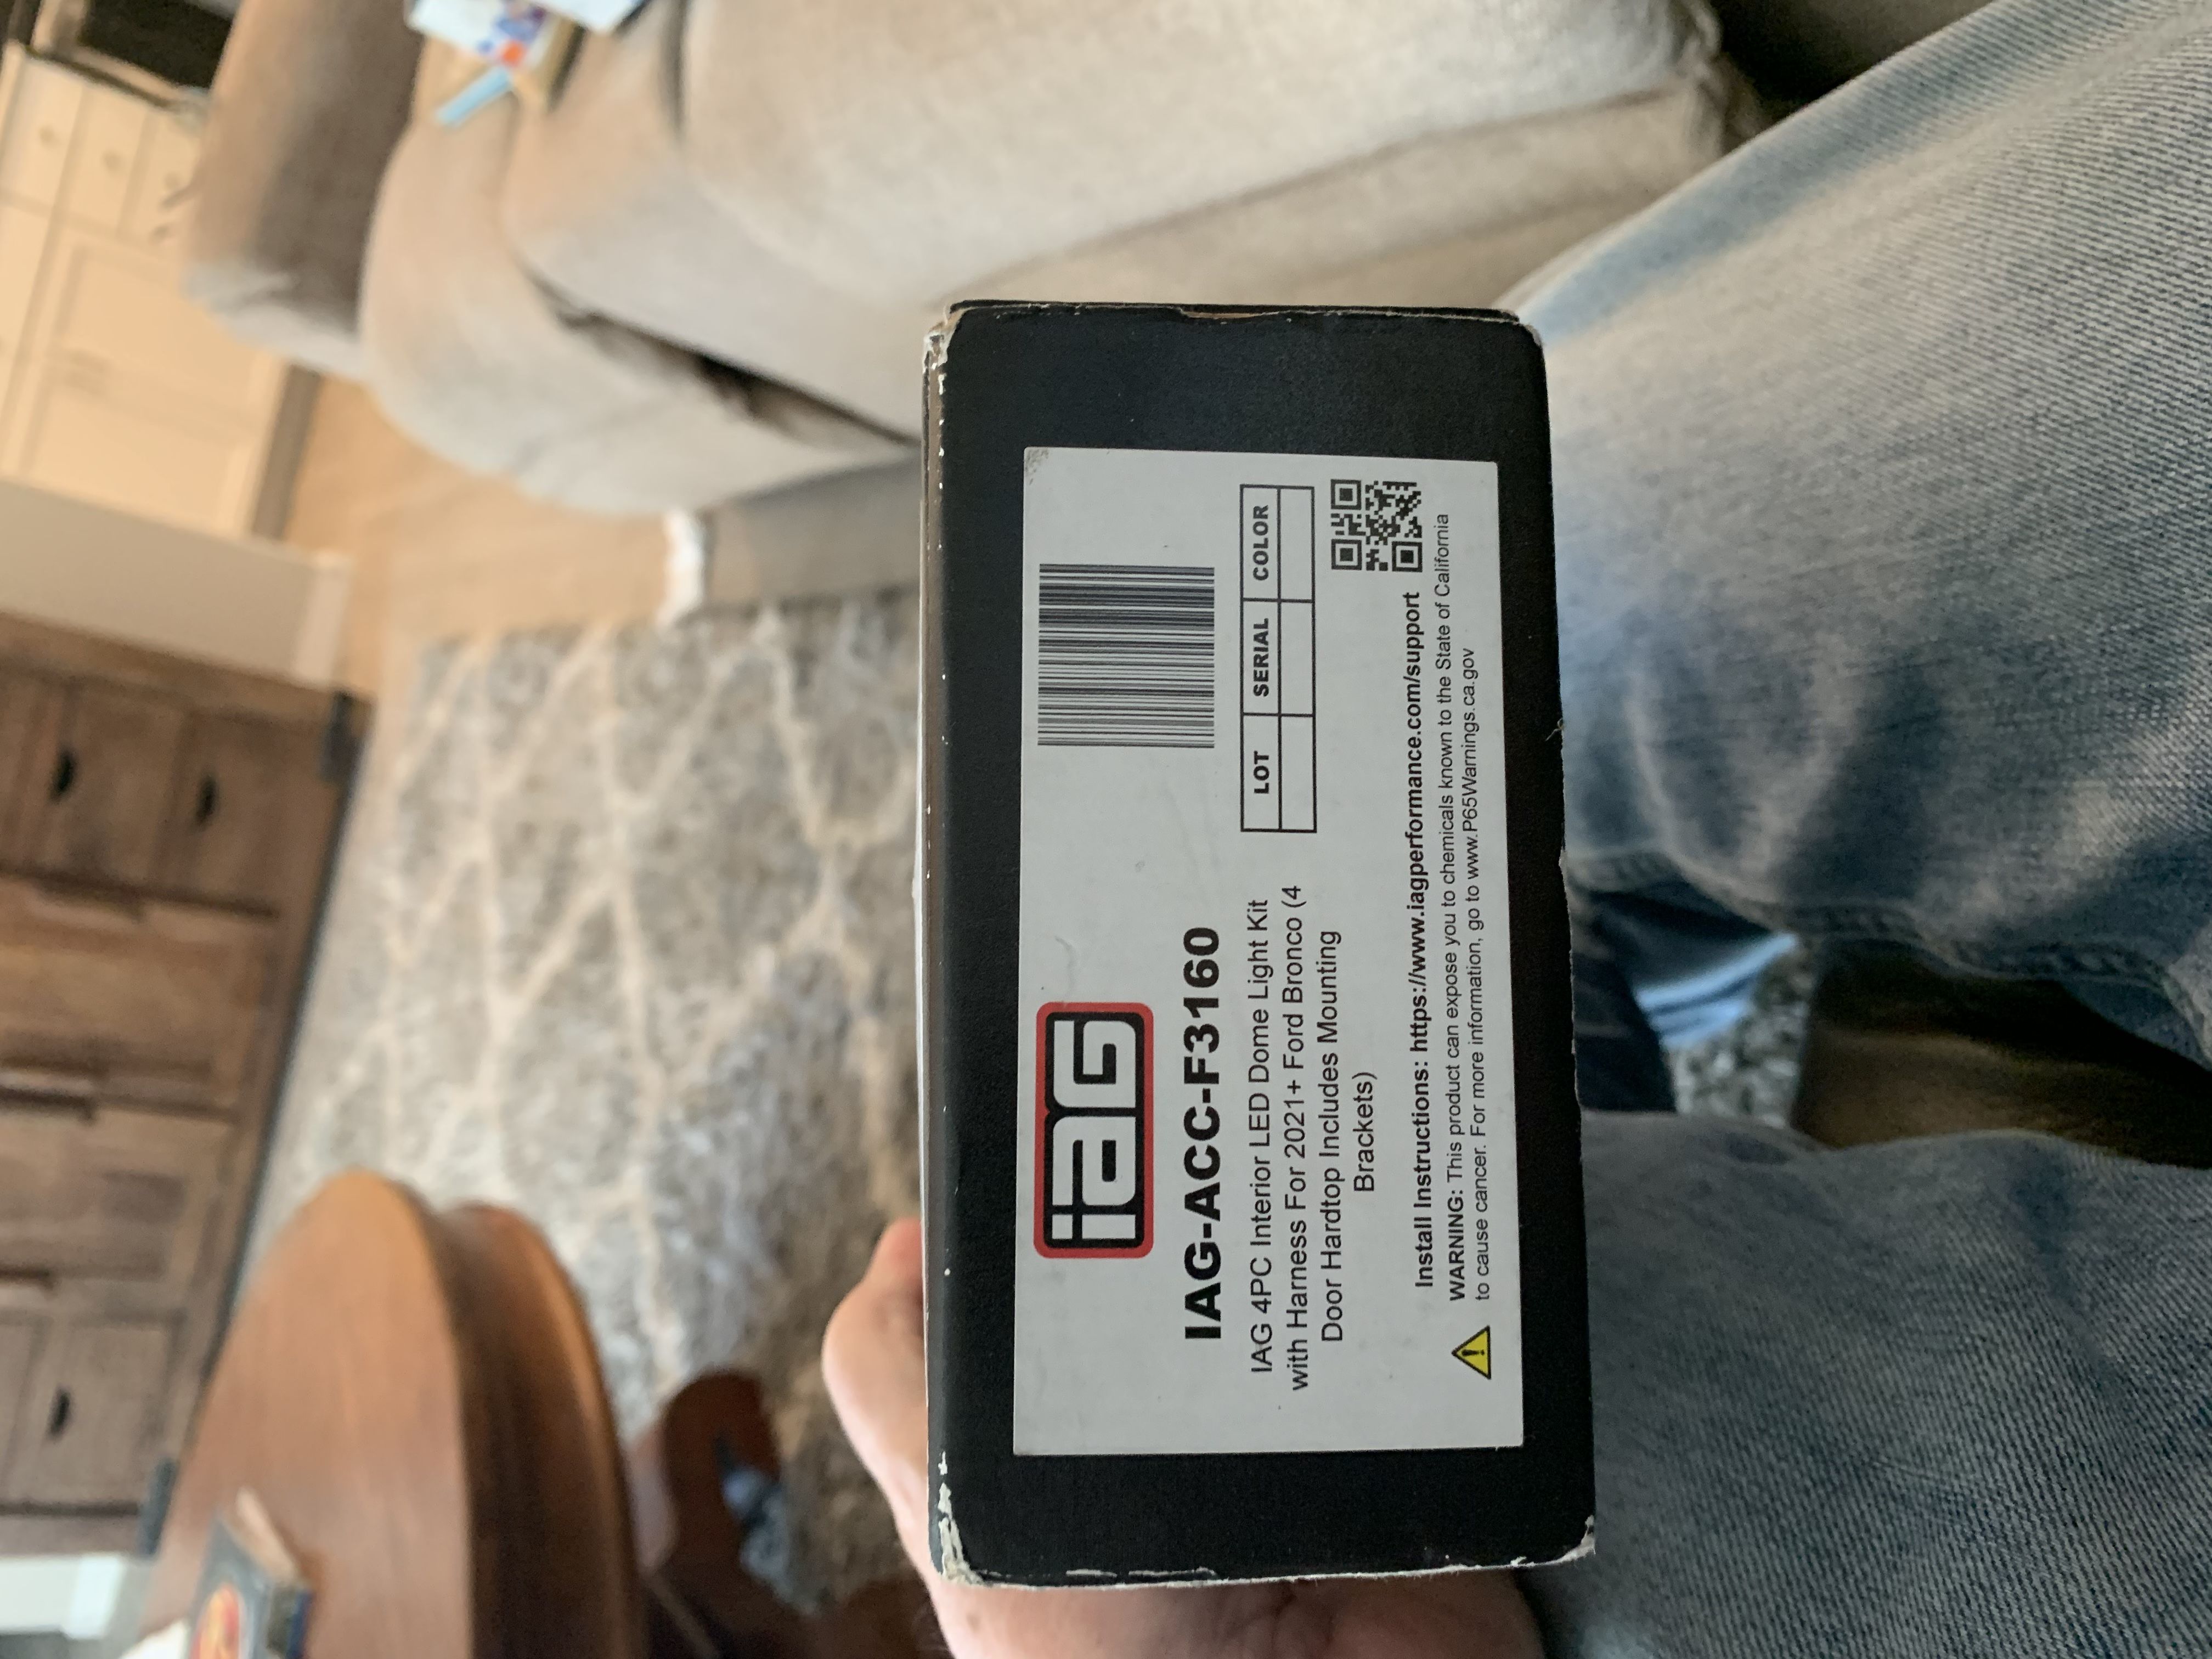 iAG
IAG-ACC-F3160
IAG 4PC Interior LED Dome Light Kit
with Harness For 2021+ Ford Bronco (4
Door Hardtop Includes Mounting
Brackets)
LOT SERIAL COLOR
Install Instructions: https://www.iagperformance.com/support
WARNING: This product can expose you to chemicals known to the State of California
to cause cancer. For more information, go to www.P65Warnings.ca.gov